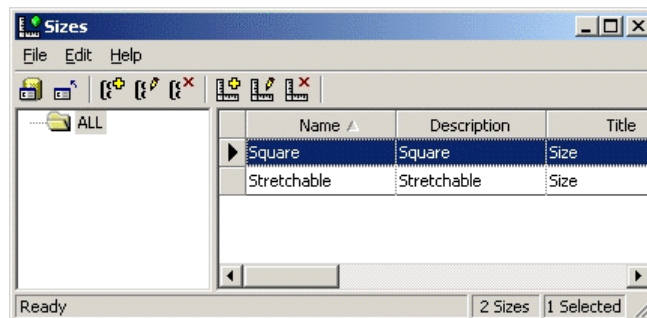 Sizes
File Edit Help
ALL
Name Description Title
Square Square Size
Stretchable Stretchable Size
Ready 2 Sizes 1 Selected